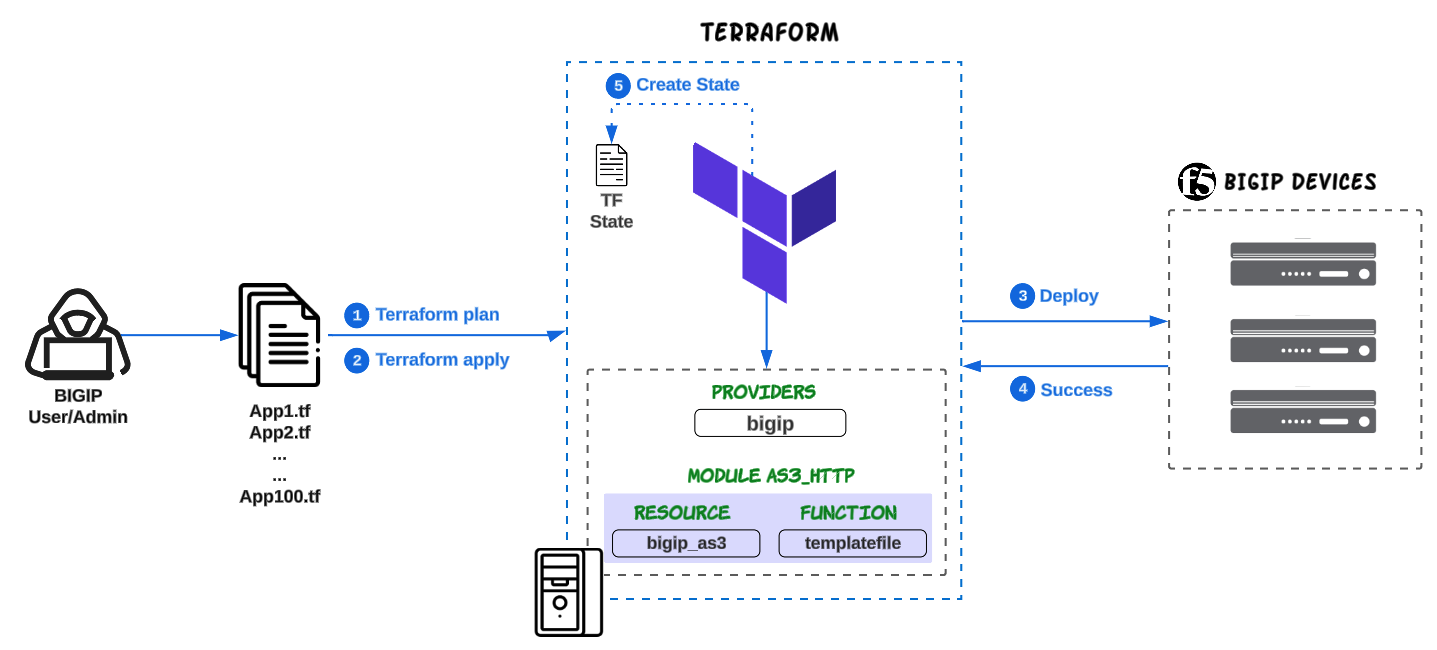 TERRAFORM
5 Create State
TF
State
f5 BIGIP DEVICES
BIGIP
User/Admin
App1.tf
App2.tf
...
...
App100.tf
1 Terraform plan
2 Terraform apply
3 Deploy
4 Success
PROVIDERS
bigip
MODULE AS3_HTTP
RESOURCE
bigip_as3
FUNCTION
templatefile